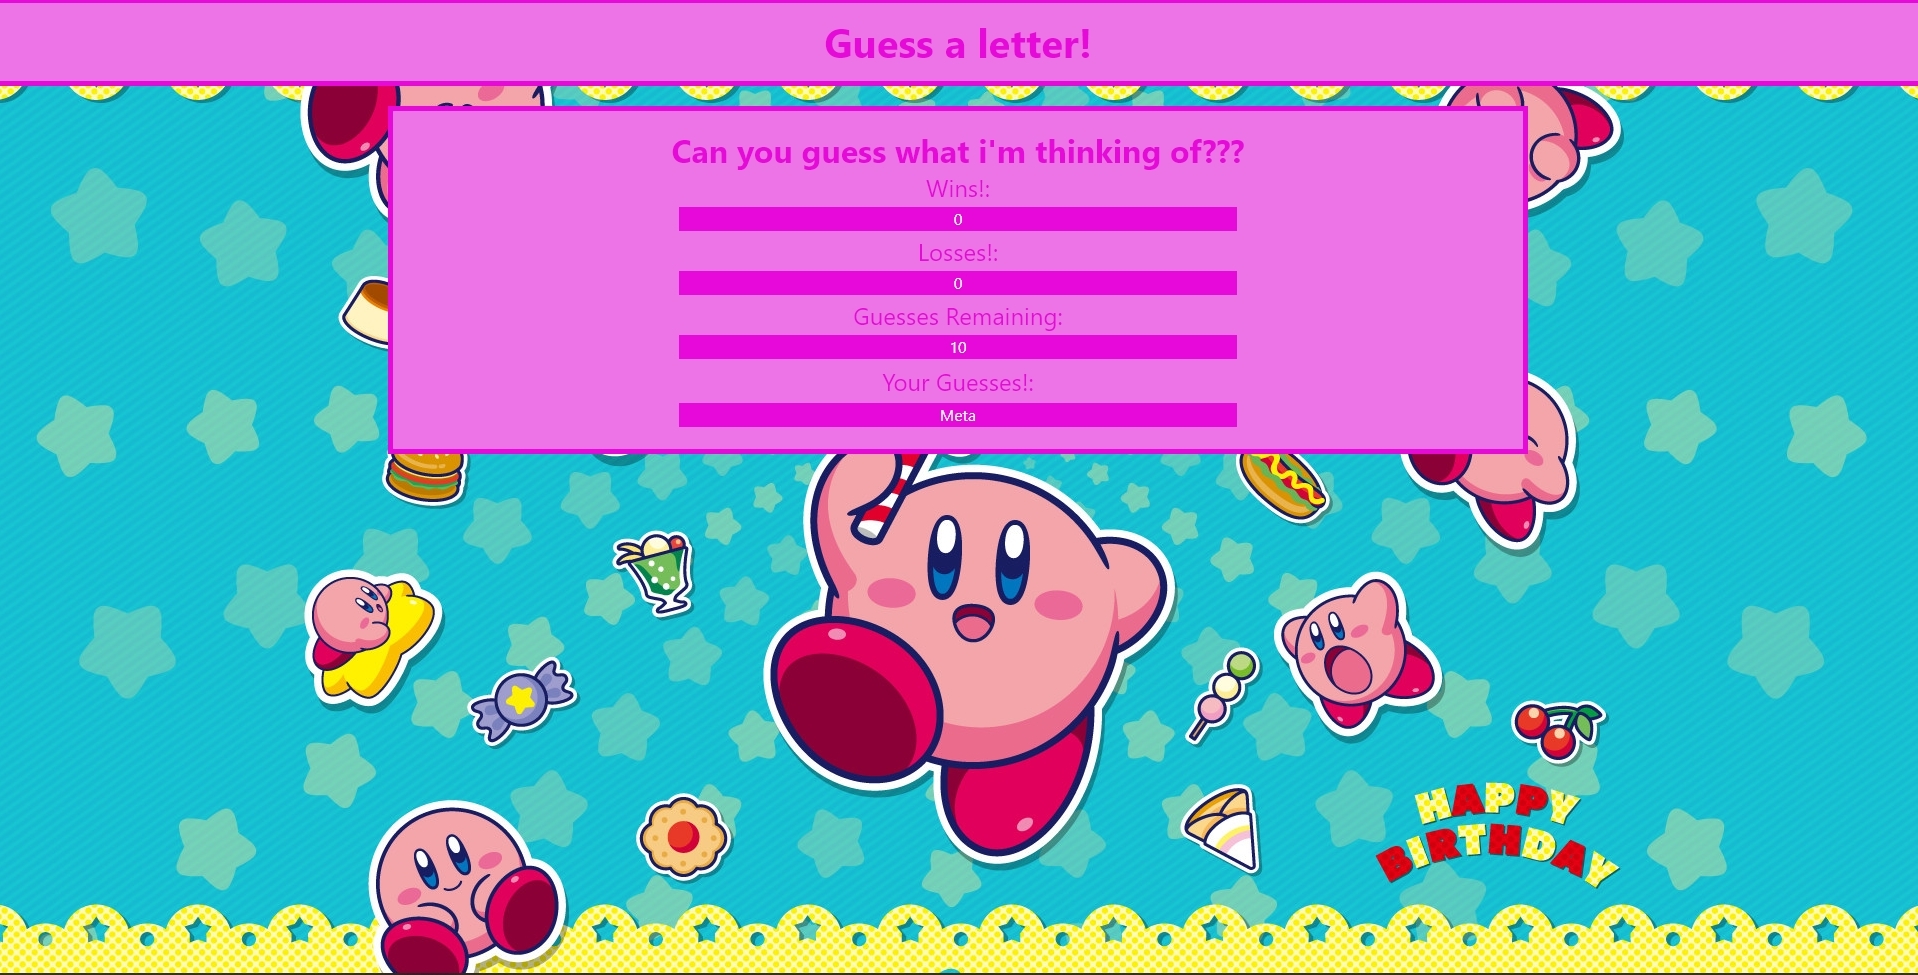 Guess a letter!
Can you guess what i'm thinking of???
Wins!:
0
Losses!:
0
Guesses Remaining:
10
Your Guesses!:
Meta
HAPPY
BIRTHDAY